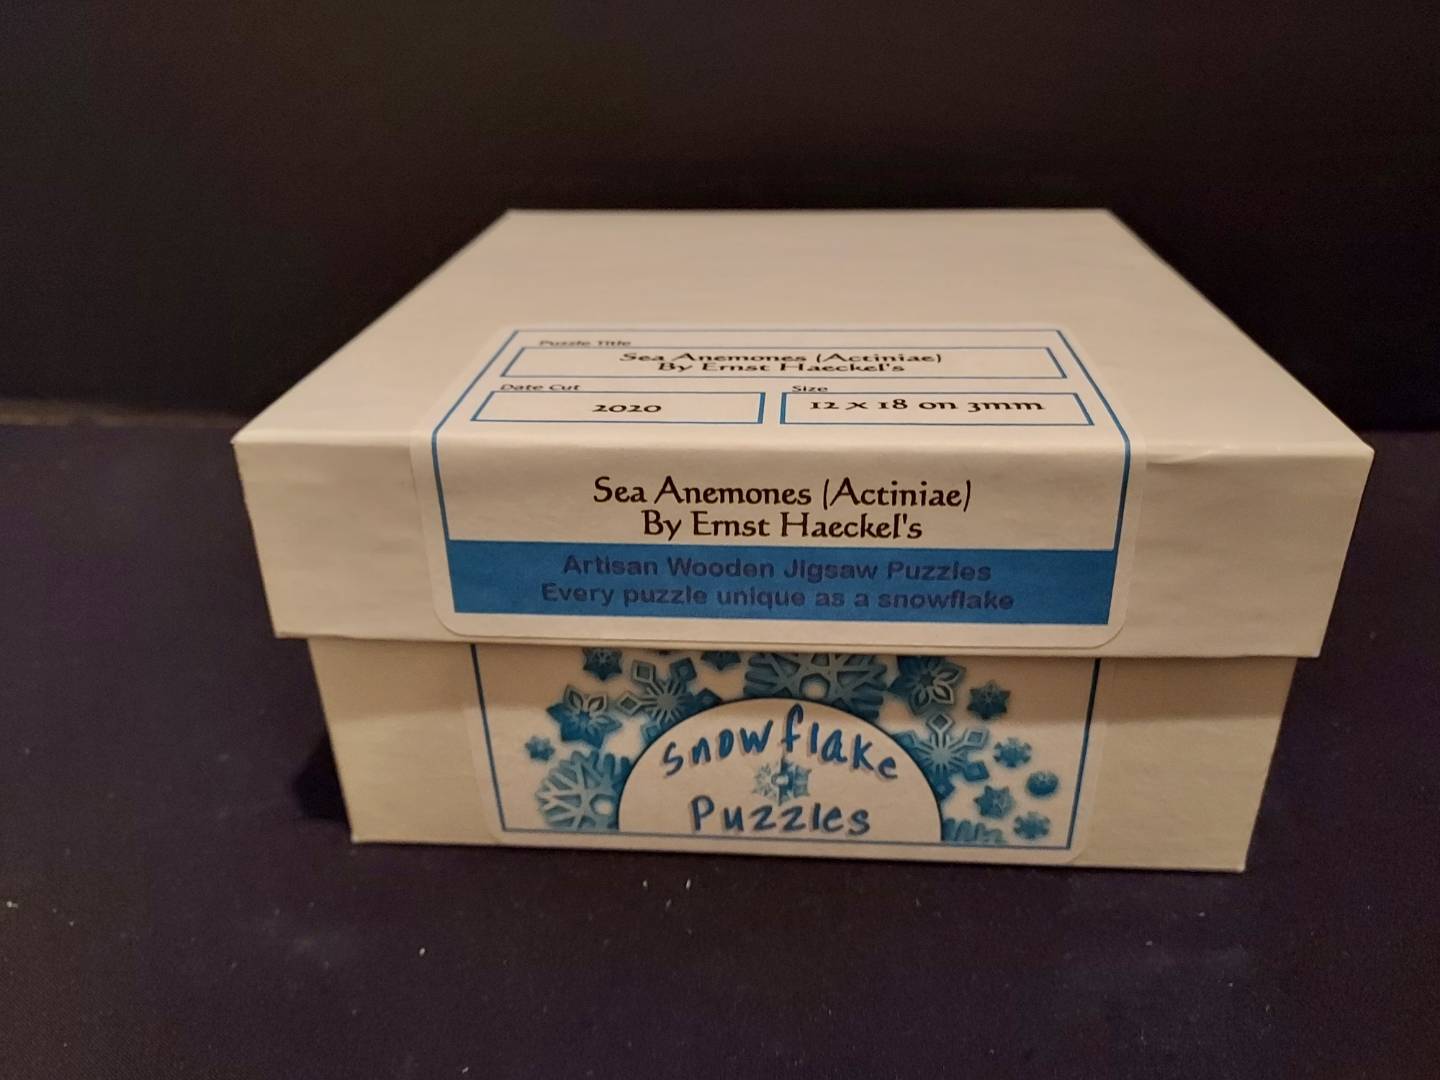 Puzzle Title
Sea Anemones (Actiniae)
By Ernst Haeckel's
Date Cut
Size
2020
12 x 18 on 3mm
Sea Anemones (Actiniae)
By Ernst Haeckel's
Artisan Wooden Jigsaw Puzzles
Every puzzle unique as a snowflake
Snowflake
Puzzles